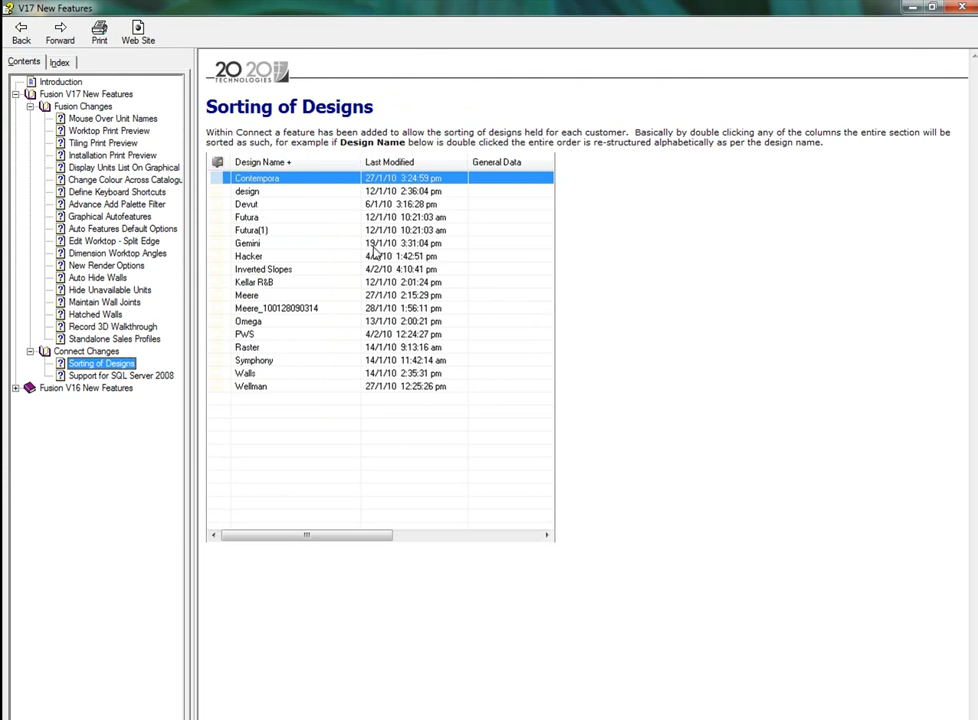 V17 New Features
Back
Forward
Print
Web Site
Contents
Index
Introduction
Fusion V17 New Features
Fusion Changes
Mouse Over Unit Names
Worktop Print Preview
Tiling Print Preview
Installation Print Preview
Display Units List On Graphical
Change Colour Across Catalogu
Define Keyboard Shortcuts
Advance Add Palette Filter
Graphical Autofeatures
Auto Features Default Options
Edit Worktop - Split Edge
Dimension Worktop Angles
New Render Options
Auto Hide Walls
Hide Unavailable Units
Maintain Wall Joints
Hatched Walls
Record 3D Walkthrough
Standalone Sales Profiles
Connect Changes
Sorting of Designs
Support for SQL Server 2008
Fusion V16 New Features
20 20
TECHNOLOGIES
Sorting of Designs
Within Connect a feature has been added to allow the sorting of designs held for each customer. Basically by double clicking any of the columns the entire section will be
sorted as such, for example if Design Name below is double clicked the entire order is re-structured alphabetically as per the design name.
Design Name + Last Modified General Data
Contempora 27/1/10 3:24:59 pm
design 12/1/10 2:36:04 pm
Devut 6/1/10 3:16:28 pm
Futura 12/1/10 10:21:03 am
Futura(1) 12/1/10 10:21:03 am
Gemini 19/1/10 3:31:04 pm
Hacker 1:42:51 pm
Inverted Slopes 4/2/10 4:10:41 pm
Kellar R&B 12/1/10 2:01:24 pm
Meere 27/1/10 2:15:29 pm
Meere_100128090314 28/1/10 1:56:11 pm
Omega 13/1/10 2:00:21 pm
PWS 4/2/10 12:24:27 pm
Raster 14/1/10 9:13:16 am
Symphony 14/1/10 11:42:14 am
Walls 14/1/10 2:35:31 pm
Wellman 27/1/10 12:25:26 pm